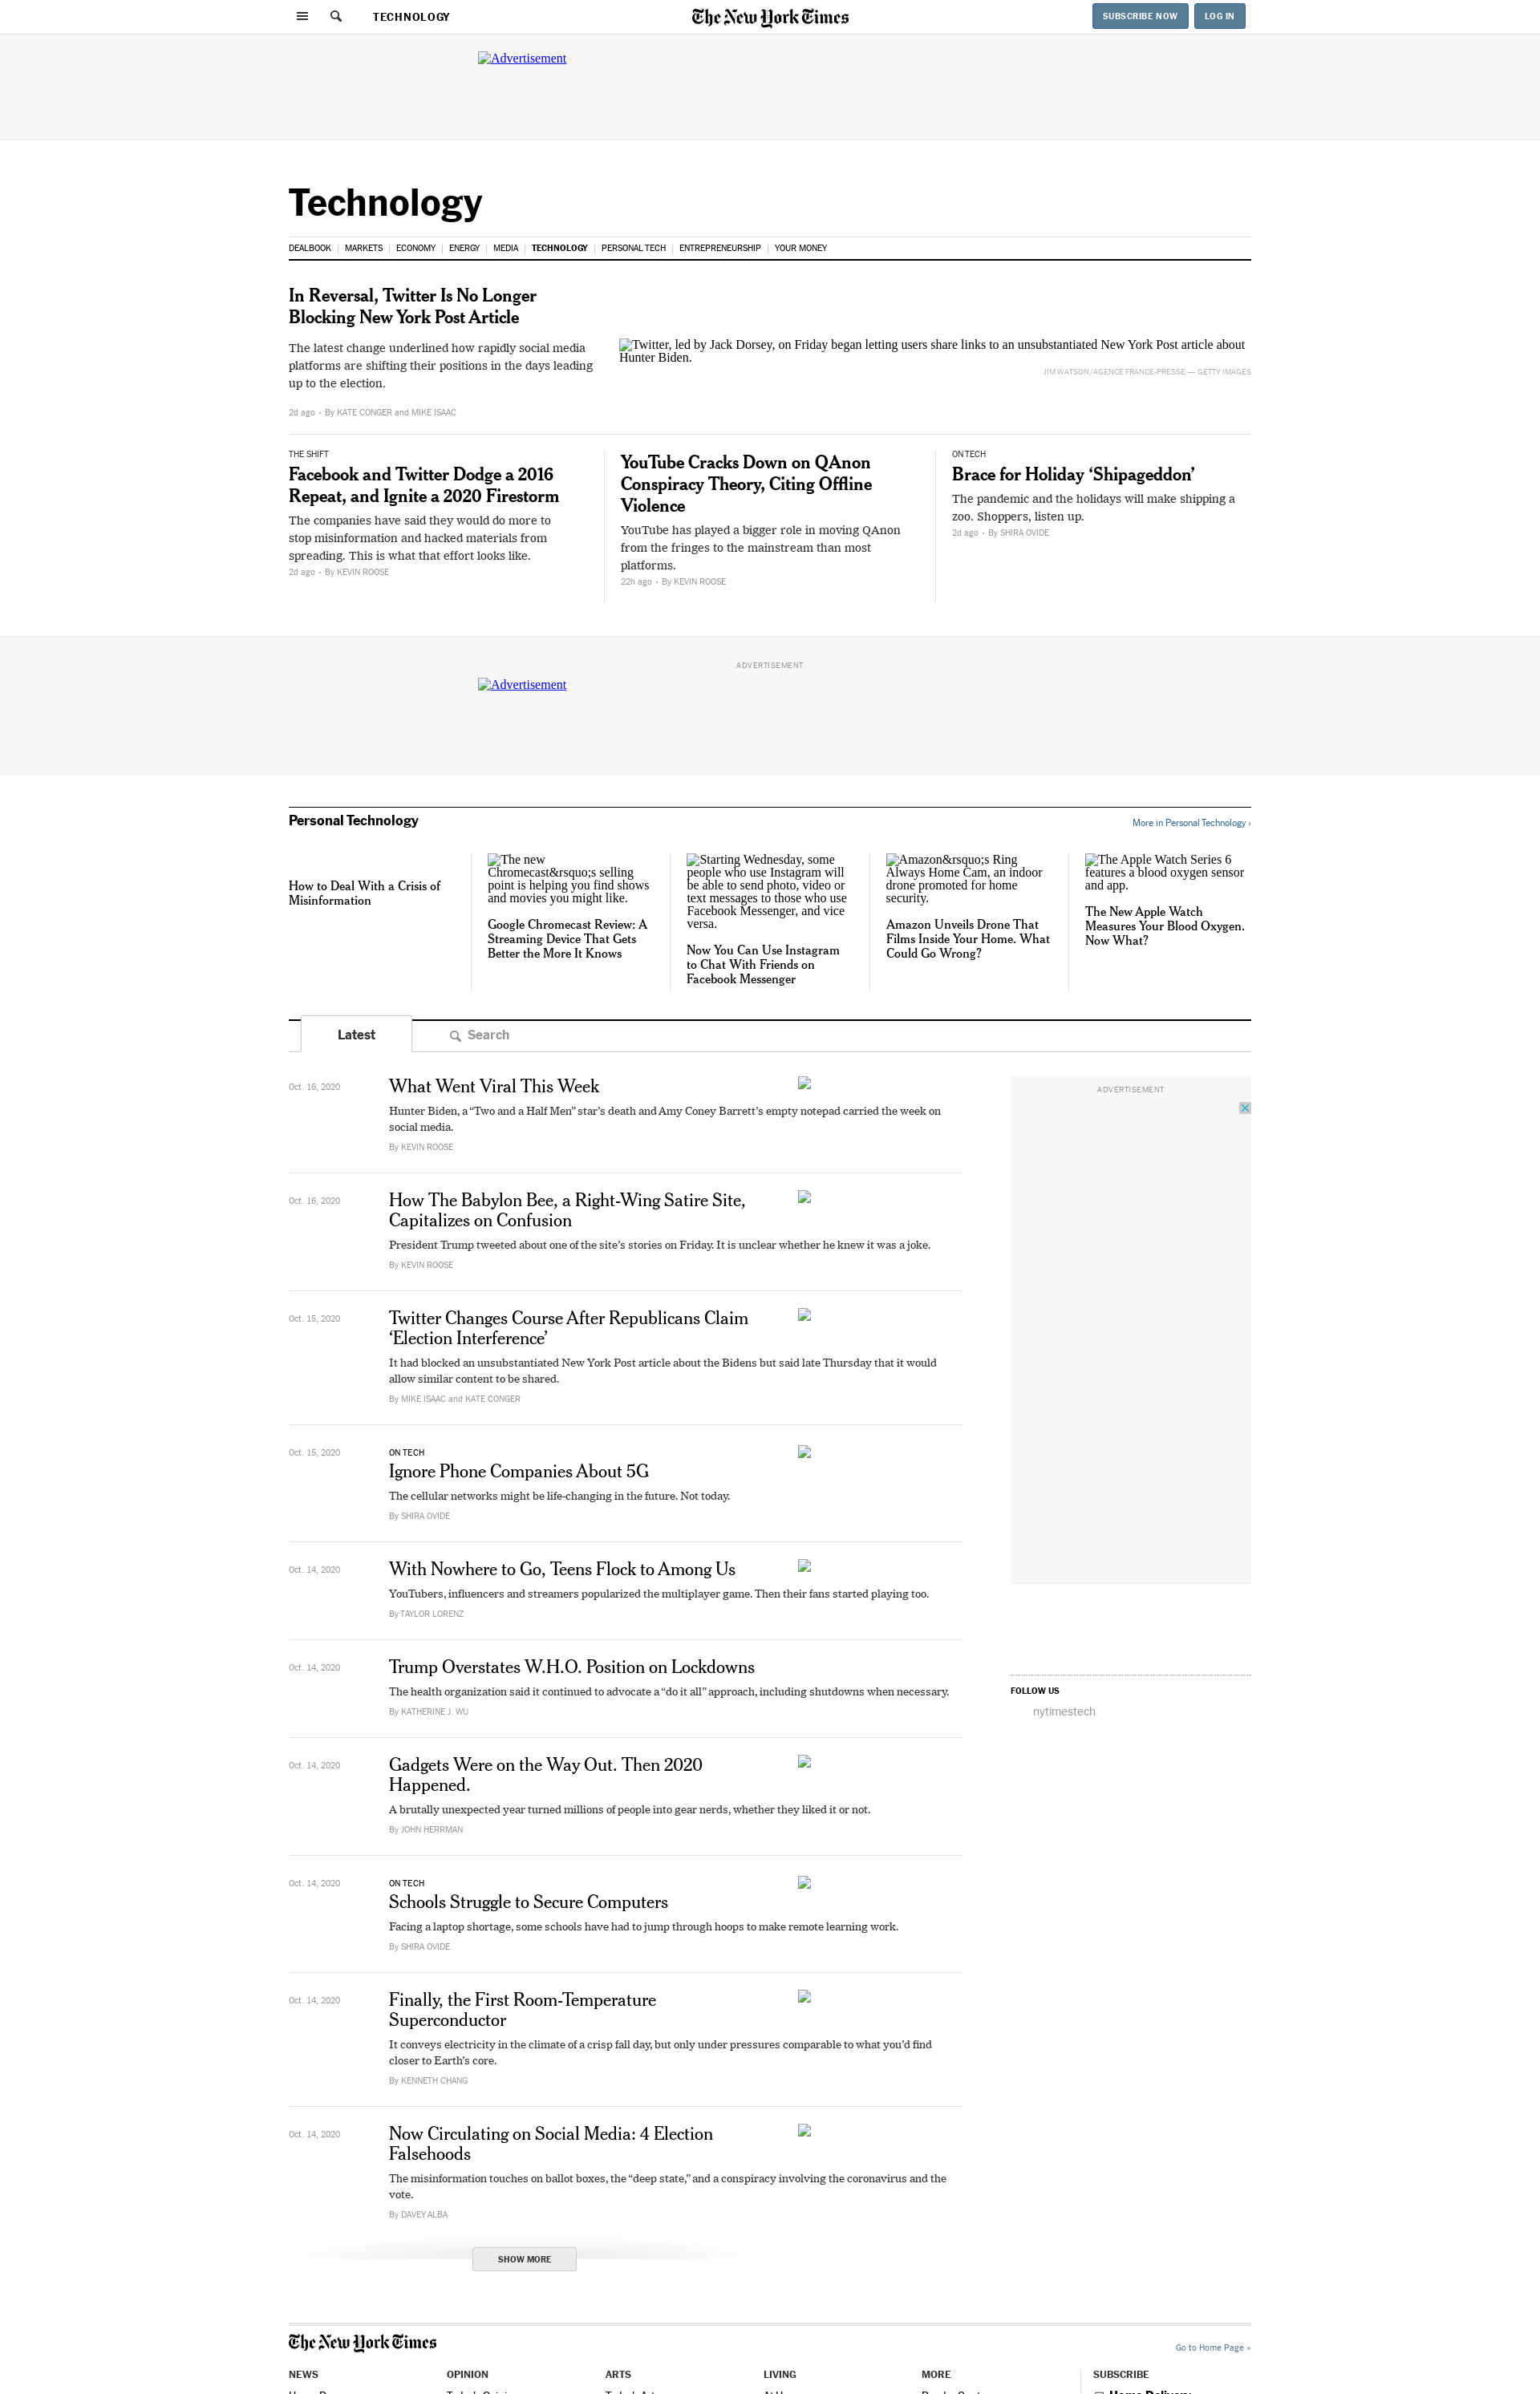 TECHNOLOGY
The New York Times
SUBSCRIBE NOW
LOG IN
Advertisement
Technology
DEALBOOK
MARKETS
ECONOMY
ENERGY
MEDIA
TECHNOLOGY
PERSONAL TECH
ENTREPRENEURSHIP
YOUR MONEY
In Reversal, Twitter Is No Longer
Blocking New York Post Article
The latest change underlined how rapidly social media
platforms are shifting their positions in the days leading
up to the election.
2d ago • By KATE CONGER and MIKE ISAAC
Twitter, led by Jack Dorsey, on Friday began letting users share links to an unsubstantiated New York Post article about
Hunter Biden.
JIM WATSON/AGENCE FRANCE-PRESSE — GETTY IMAGES
THE SHIFT
Facebook and Twitter Dodge a 2016
Repeat, and Ignite a 2020 Firestorm
The companies have said they would do more to
stop misinformation and hacked materials from
spreading. This is what that effort looks like.
2d ago • By KEVIN ROOSE
YouTube Cracks Down on QAnon
Conspiracy Theory, Citing Offline
Violence
YouTube has played a bigger role in moving QAnon
from the fringes to the mainstream than most
platforms.
22h ago • By KEVIN ROOSE
ON TECH
Brace for Holiday ‘Shipageddon’
The pandemic and the holidays will make shipping a
zoo. Shoppers, listen up.
2d ago • By SHIRA OVIDE
ADVERTISEMENT
Advertisement
Personal Technology
More in Personal Technology ›
How to Deal With a Crisis of
Misinformation
The new
Chromecast&rsquo;s selling
point is helping you find shows
and movies you might like.
Google Chromecast Review: A
Streaming Device That Gets
Better the More It Knows
Starting Wednesday, some
people who use Instagram will
be able to send photo, video or
text messages to those who use
Facebook Messenger, and vice
versa.
Now You Can Use Instagram
to Chat With Friends on
Facebook Messenger
Amazon&rsquo;s Ring
Always Home Cam, an indoor
drone promoted for home
security.
Amazon Unveils Drone That
Films Inside Your Home. What
Could Go Wrong?
The Apple Watch Series 6
features a blood oxygen sensor
and app.
The New Apple Watch
Measures Your Blood Oxygen.
Now What?
Latest
Search
Oct. 16, 2020
What Went Viral This Week
Hunter Biden, a “Two and a Half Men” star’s death and Amy Coney Barrett’s empty notepad carried the week on
social media.
By KEVIN ROOSE
ADVERTISEMENT
Oct. 16, 2020
How The Babylon Bee, a Right-Wing Satire Site,
Capitalizes on Confusion
President Trump tweeted about one of the site’s stories on Friday. It is unclear whether he knew it was a joke.
By KEVIN ROOSE
Oct. 15, 2020
Twitter Changes Course After Republicans Claim
‘Election Interference’
It had blocked an unsubstantiated New York Post article about the Bidens but said late Thursday that it would
allow similar content to be shared.
By MIKE ISAAC and KATE CONGER
Oct. 15, 2020
ON TECH
Ignore Phone Companies About 5G
The cellular networks might be life-changing in the future. Not today.
By SHIRA OVIDE
Oct. 14, 2020
With Nowhere to Go, Teens Flock to Among Us
YouTubers, influencers and streamers popularized the multiplayer game. Then their fans started playing too.
By TAYLOR LORENZ
Oct. 14, 2020
Trump Overstates W.H.O. Position on Lockdowns
The health organization said it continued to advocate a “do it all” approach, including shutdowns when necessary.
By KATHERINE J. WU
FOLLOW US
nytimestech
Oct. 14, 2020
Gadgets Were on the Way Out. Then 2020
Happened.
A brutally unexpected year turned millions of people into gear nerds, whether they liked it or not.
By JOHN HERRMAN
Oct. 14, 2020
ON TECH
Schools Struggle to Secure Computers
Facing a laptop shortage, some schools have had to jump through hoops to make remote learning work.
By SHIRA OVIDE
Oct. 14, 2020
Finally, the First Room-Temperature
Superconductor
It conveys electricity in the climate of a crisp fall day, but only under pressures comparable to what you’d find
closer to Earth’s core.
By KENNETH CHANG
Oct. 14, 2020
Now Circulating on Social Media: 4 Election
Falsehoods
The misinformation touches on ballot boxes, the “deep state,” and a conspiracy involving the coronavirus and the
vote.
By DAVEY ALBA
SHOW MORE
The New York Times
Go to Home Page »
NEWS
OPINION
ARTS
LIVING
MORE
SUBSCRIBE